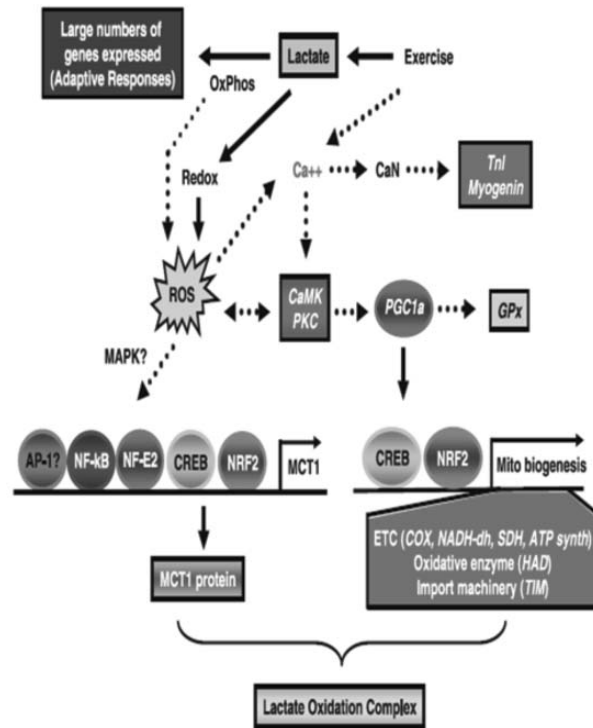 Large numbers of
genes expressed
(Adaptive Responses)
Lactate
Exercise
OxPhos
Redox
Ca++
CaN
TnI
Myogenin
ROS
CaMK
PKC
PGC1a
GPx
MAPK?
AP-1?
NF-kB
NF-E2
CREB
NRF2
MCT1
CREB
NRF2
Mito biogenesis
MCT1 protein
ETC (COX, NADH-dh, SDH, ATP synth)
Oxidative enzyme (HAD)
Import machinery (TIM)
Lactate Oxidation Complex